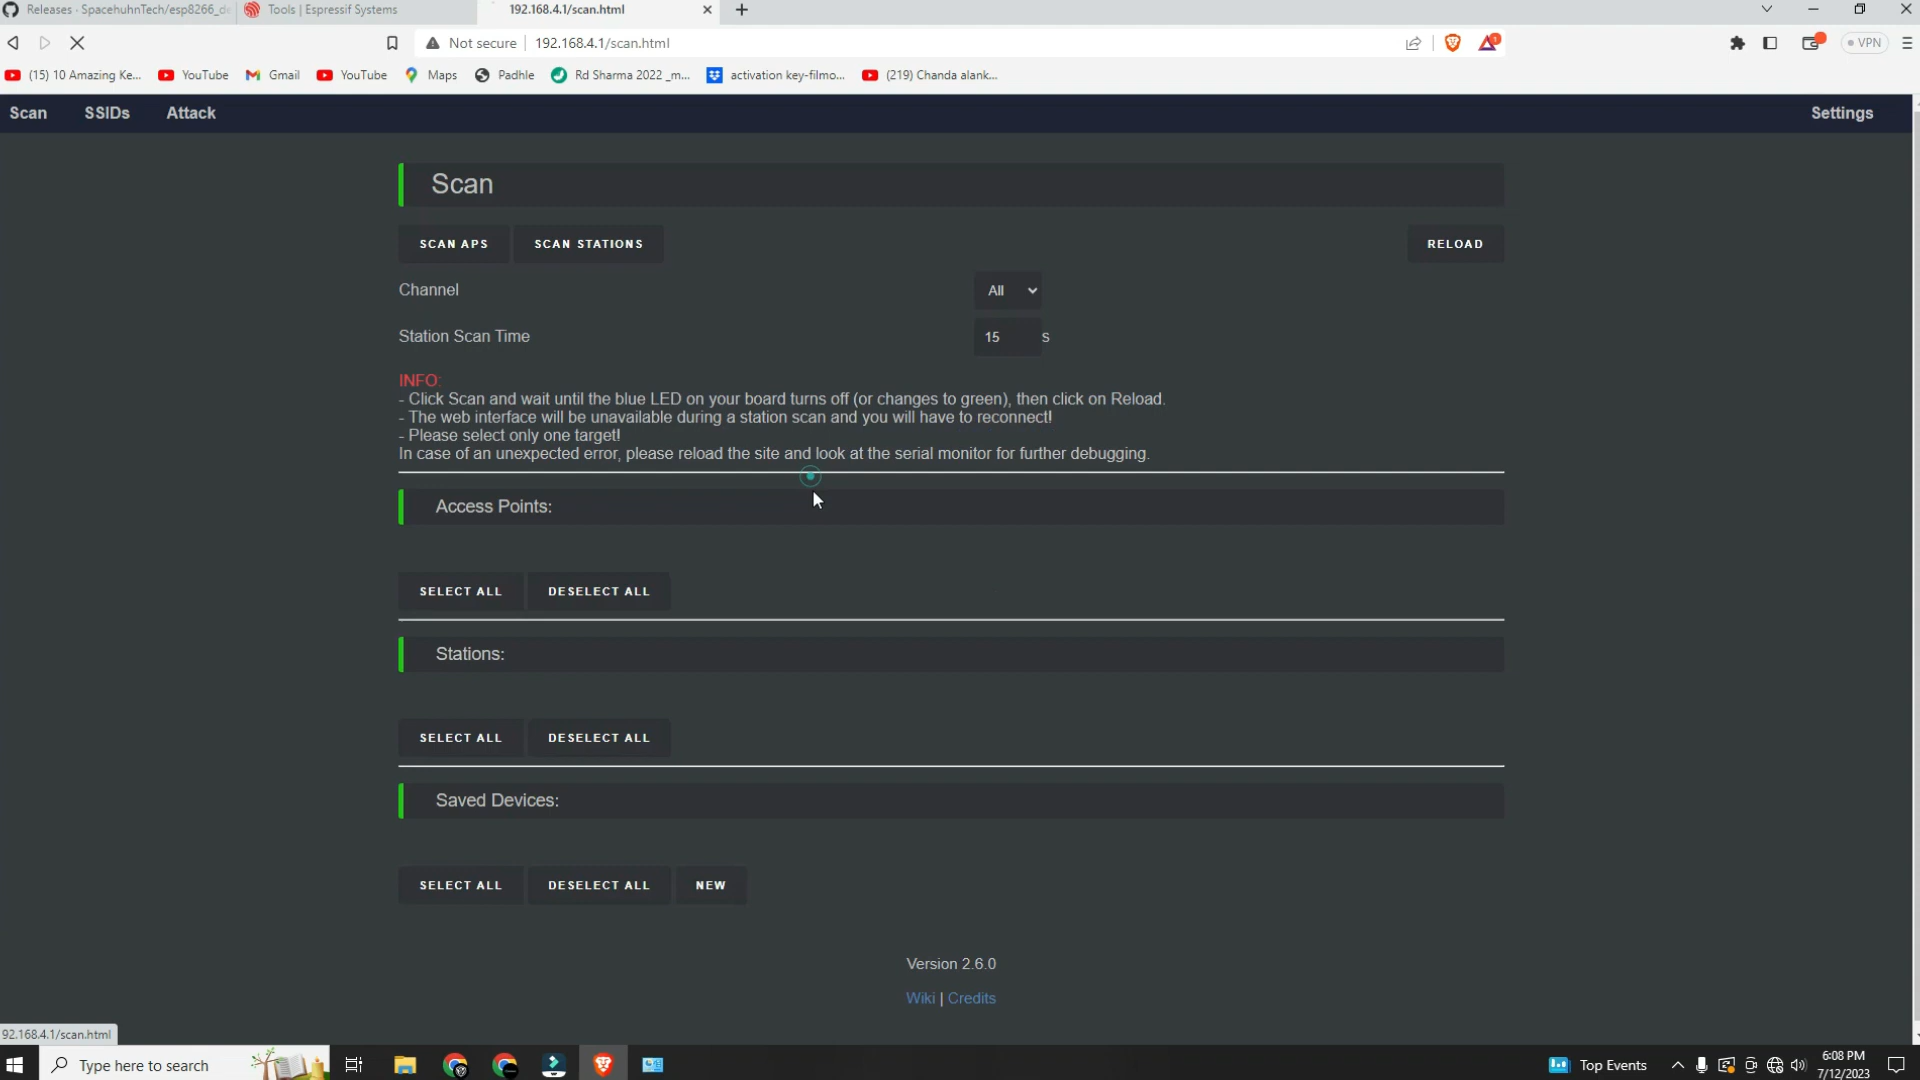 Releases · SpacehuhnTech/esp8266_de
Tools | Espressif Systems
192.168.4.1/scan.html
Not secure
192.168.4.1/scan.html
VPN
(15) 10 Amazing Ke...
YouTube
Gmail
YouTube
Maps
Padhle
Rd Sharma 2022 _m...
activation key-filmo...
(219) Chanda alank...
Scan
SSIDs
Attack
Settings
Scan
SCAN APS
SCAN STATIONS
RELOAD
Channel
All
Station Scan Time
15
s
INFO:
- Click Scan and wait until the blue LED on your board turns off (or changes to green), then click on Reload.
- The web interface will be unavailable during a station scan and you will have to reconnect!
- Please select only one target!
In case of an unexpected error, please reload the site and look at the serial monitor for further debugging.
Access Points:
SELECT ALL
DESELECT ALL
Stations:
SELECT ALL
DESELECT ALL
Saved Devices:
SELECT ALL
DESELECT ALL
NEW
Version 2.6.0
Wiki | Credits
92.168.4.1/scan.html
Type here to search
Top Events
6:08 PM
7/12/2023